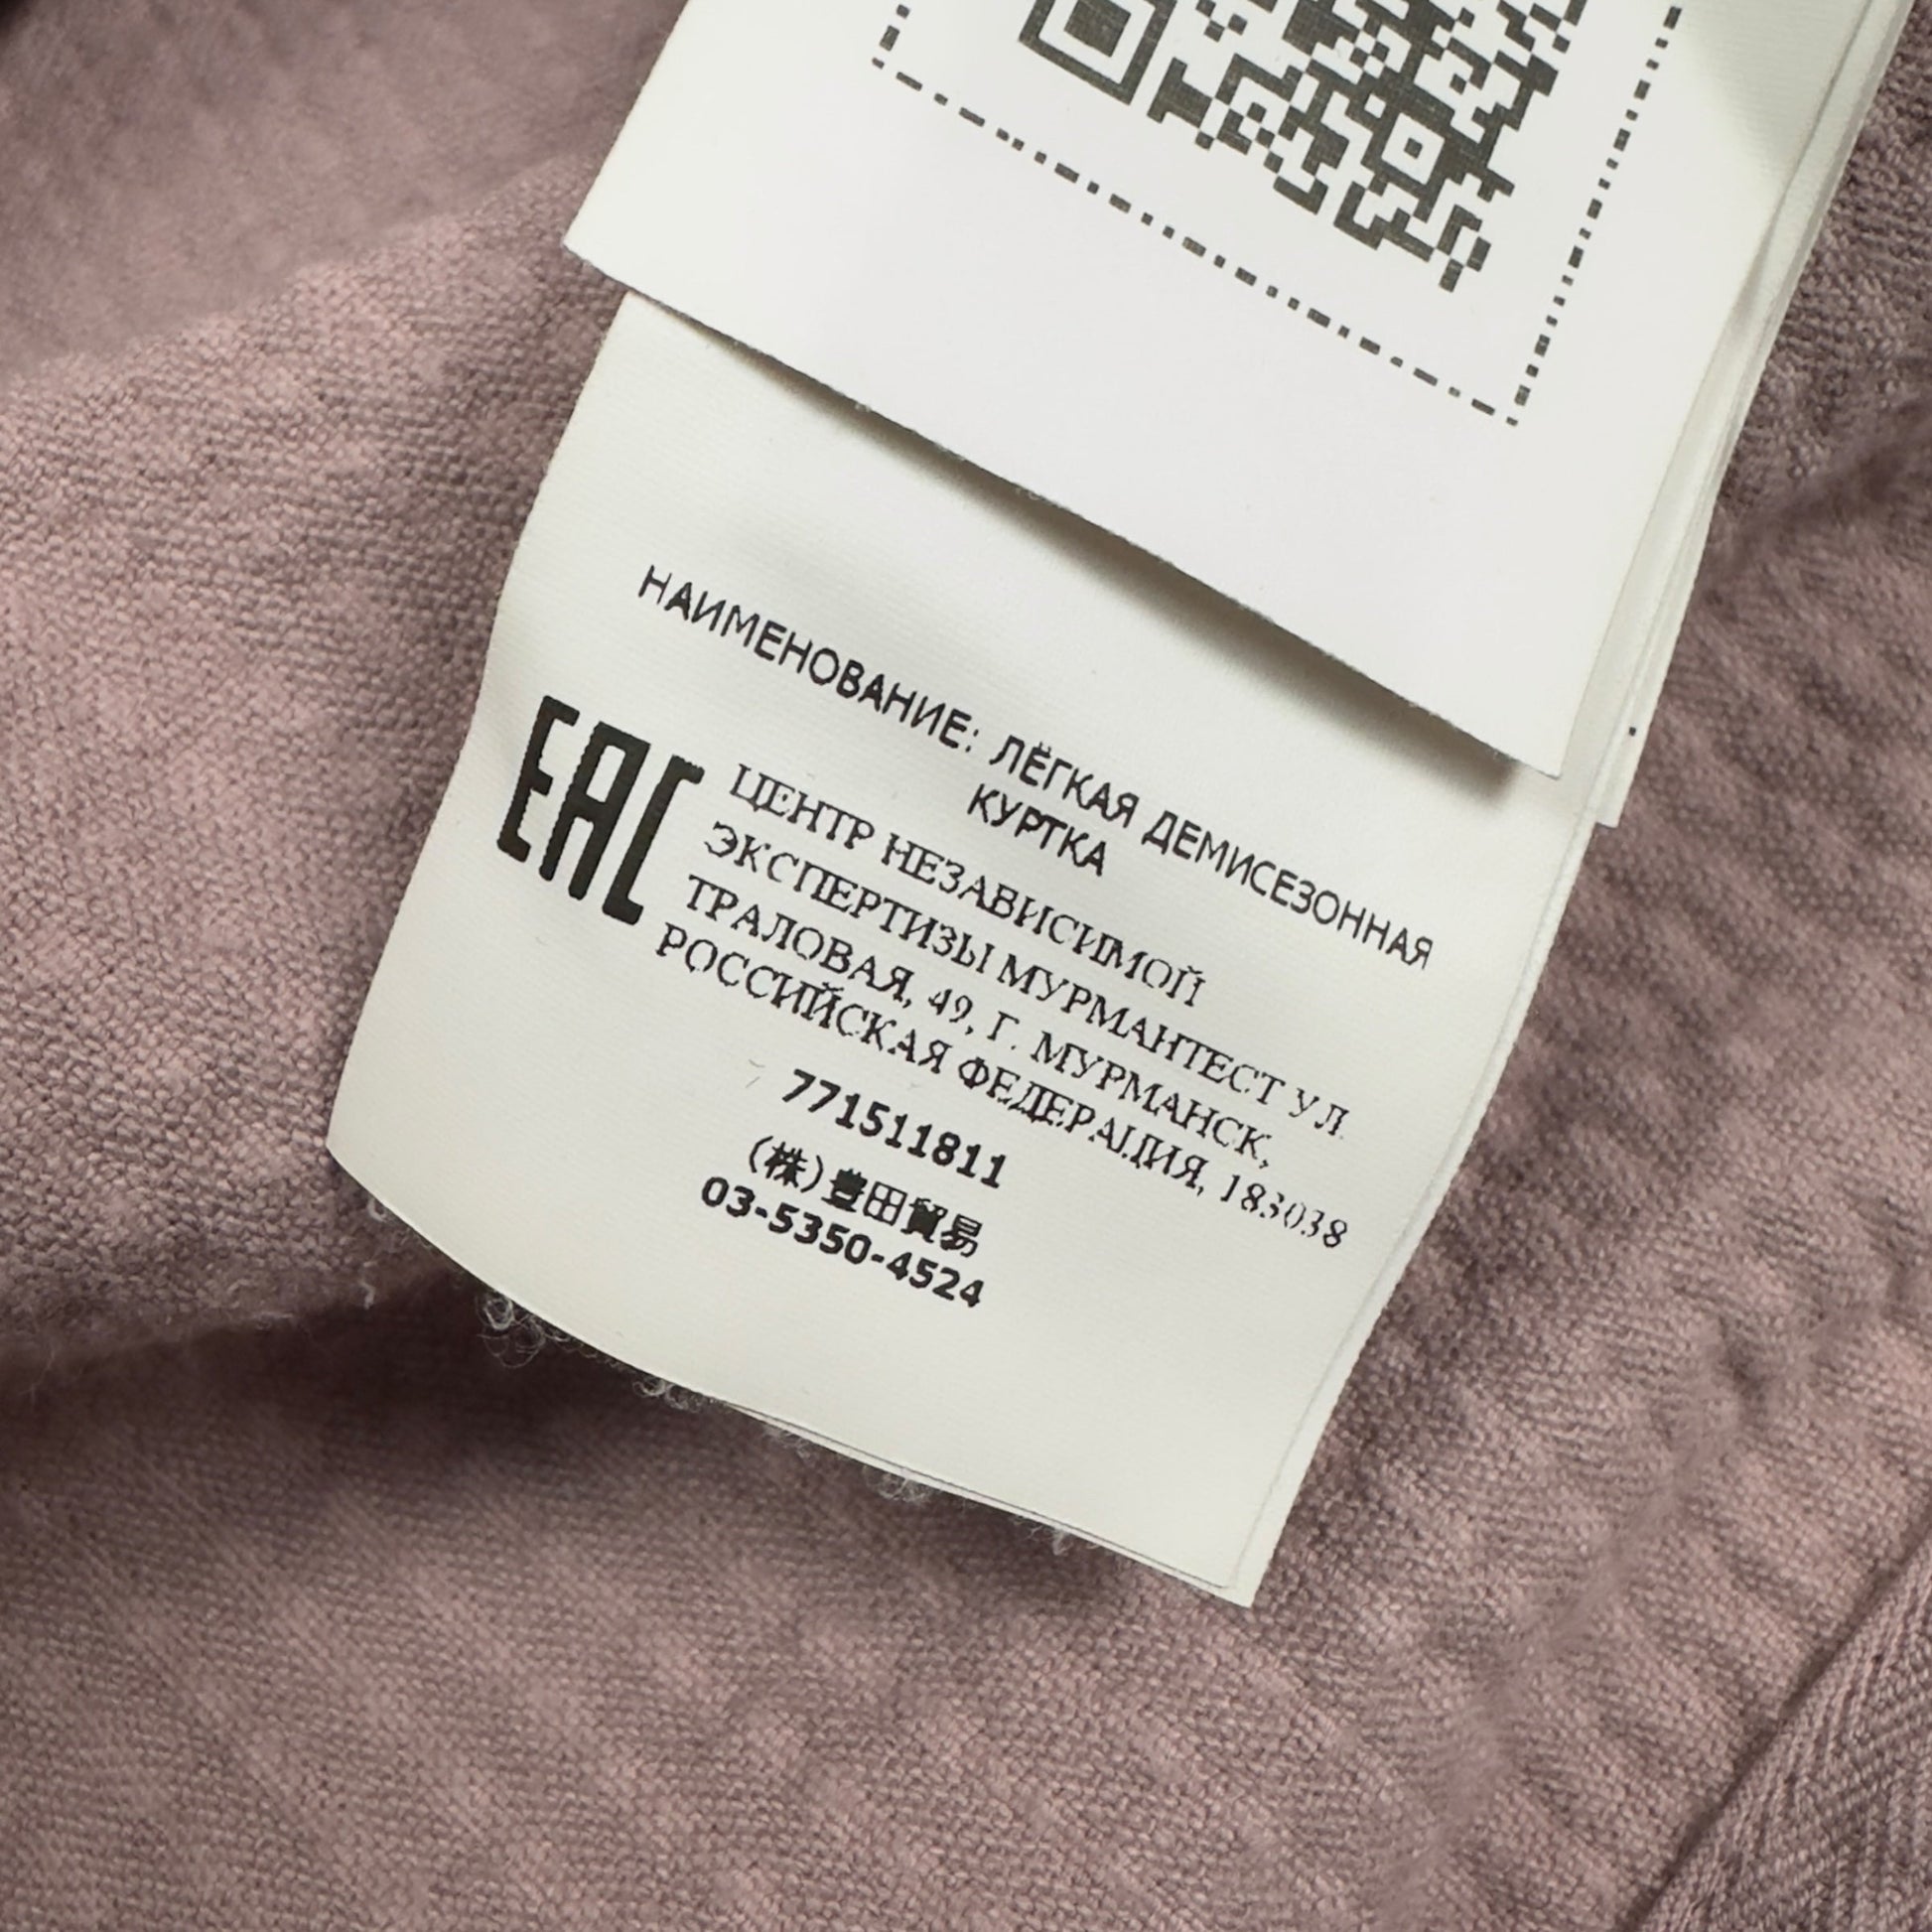 НАИМЕНОВАНИЕ: ЛЁГКАЯ ДЕМИСЕЗОННАЯ
КУРТКА
EAC
ЦЕНТР НЕЗАВИСИМОЙ
ЭКСПЕРТИЗЫ МУРМАНТЕСТ УЛ.
ТРАЛОВАЯ, 49, Г. МУРМАНСК,
РОССИЙСКАЯ ФЕДЕРАЦИЯ, 183038
771511811
(株)豊田貿易
03-5350-4524